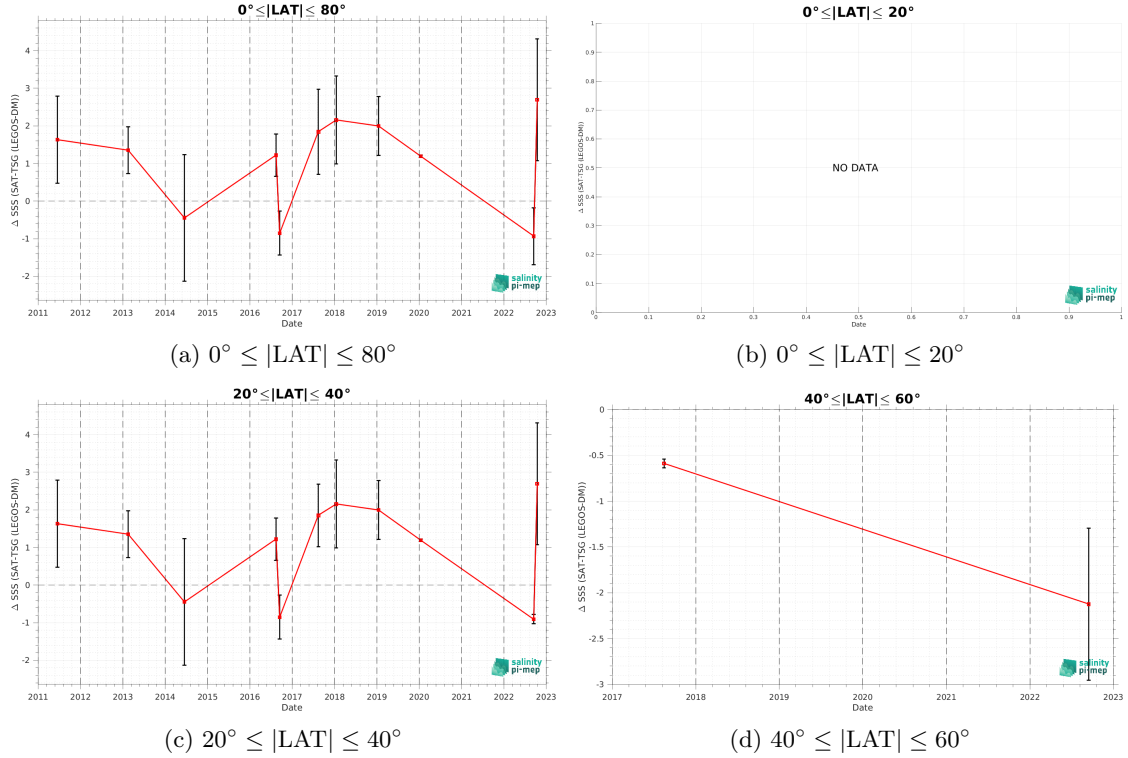 0°≤|LAT|≤ 80°
Δ SSS (SAT-TSG (LEGOS-DM))
4
3
2
1
0
-1
-2
2011 2012 2013 2014 2015 2016 2017 2018 2019 2020 2021 2022 2023
Date
salinity
pi-mep
(a) 0° ≤ |LAT| ≤ 80°
0°≤|LAT|≤ 20°
Δ SSS (SAT-TSG (LEGOS-DM))
1
0.9
0.8
0.7
0.6
0.5
0.4
0.3
0.2
0.1
0
NO DATA
0 0.1 0.2 0.3 0.4 0.5 0.6 0.7 0.8 0.9 1
Date
salinity
pi-mep
(b) 0° ≤ |LAT| ≤ 20°
20°≤|LAT|≤ 40°
Δ SSS (SAT-TSG (LEGOS-DM))
4
3
2
1
0
-1
-2
2011 2012 2013 2014 2015 2016 2017 2018 2019 2020 2021 2022 2023
Date
salinity
pi-mep
(c) 20° ≤ |LAT| ≤ 40°
40°≤|LAT|≤ 60°
Δ SSS (SAT-TSG (LEGOS-DM))
0
-0.5
-1
-1.5
-2
-2.5
-3
2017 2018 2019 2020 2021 2022 2023
Date
salinity
pi-mep
(d) 40° ≤ |LAT| ≤ 60°